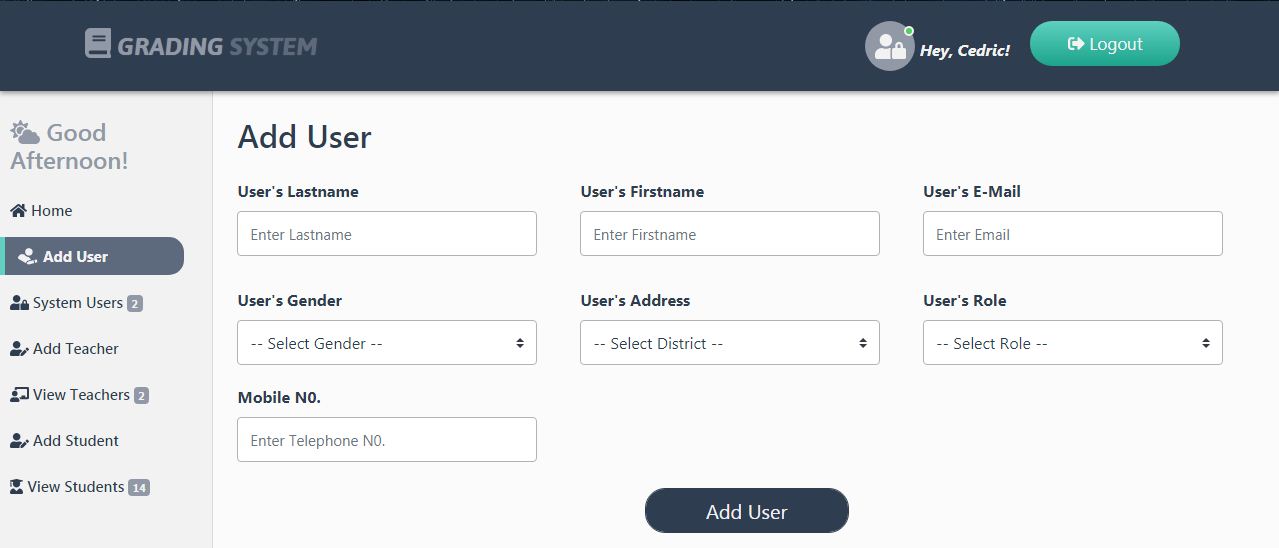 GRADING SYSTEM
Hey, Cedric!
Logout
Good
Afternoon!
Home
Add User
System Users 2
Add Teacher
View Teachers 2
Add Student
View Students 14
Add User
User's Lastname
User's Firstname
User's E-Mail
Enter Lastname
Enter Firstname
Enter Email
User's Gender
User's Address
User's Role
-- Select Gender --
-- Select District --
-- Select Role --
Mobile N0.
Enter Telephone N0.
Add User